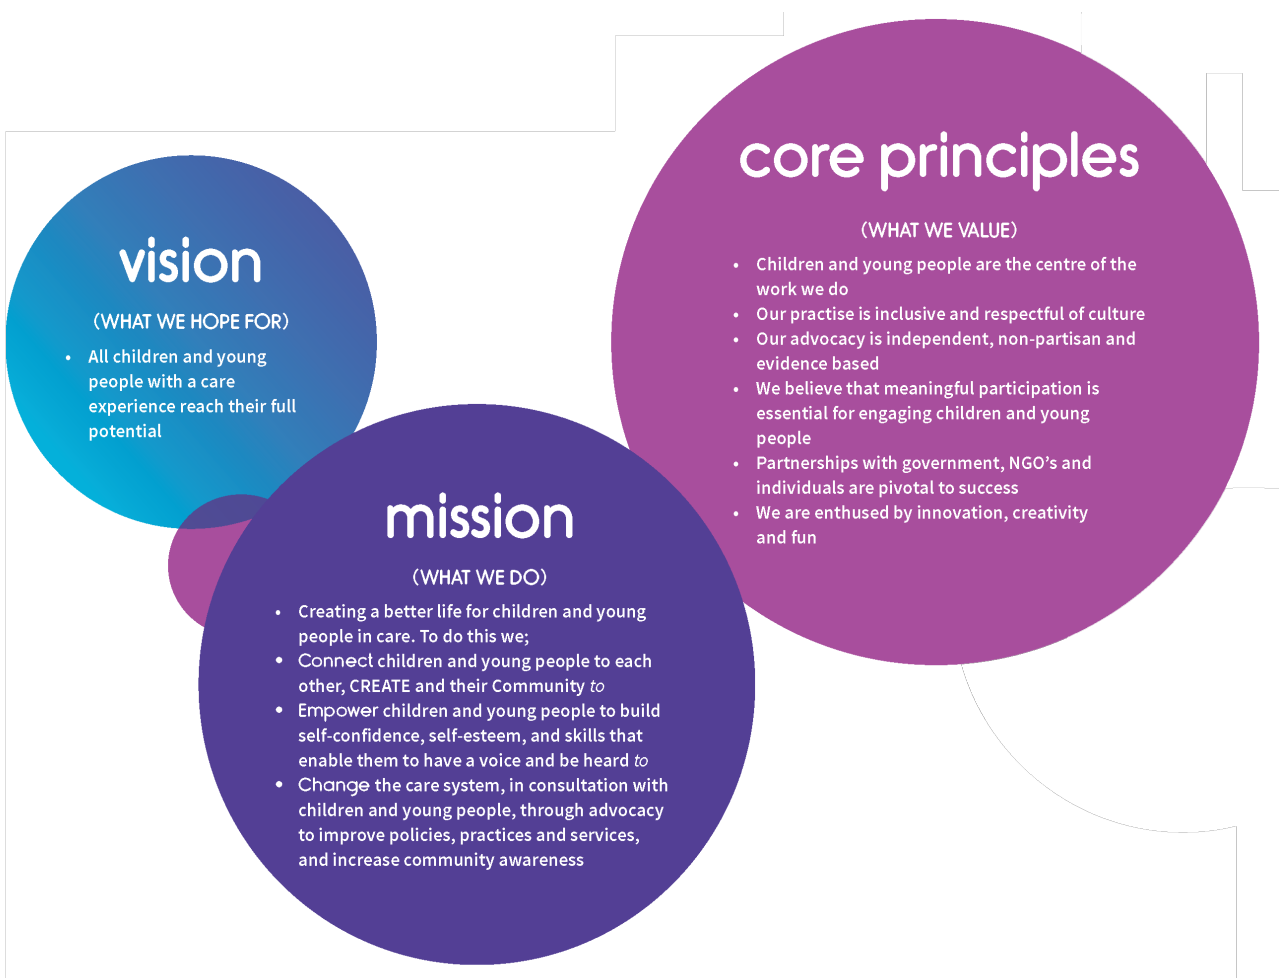 vision
(WHAT WE HOPE FOR)
• All children and young
people with a care
experience reach their full
potential
mission
(WHAT WE DO)
• Creating a better life for children and young
people in care. To do this we;
• Connect children and young people to each
other, CREATE and their Community to
• Empower children and young people to build
self-confidence, self-esteem, and skills that
enable them to have a voice and be heard to
• Change the care system, in consultation with
children and young people, through advocacy
to improve policies, practices and services,
and increase community awareness
core principles
(WHAT WE VALUE)
• Children and young people are the centre of the
work we do
• Our practise is inclusive and respectful of culture
• Our advocacy is independent, non-partisan and
evidence based
• We believe that meaningful participation is
essential for engaging children and young
people
• Partnerships with government, NGO’s and
individuals are pivotal to success
• We are enthused by innovation, creativity
and fun